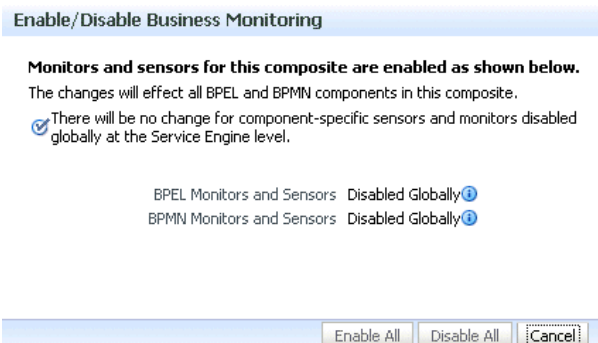 Enable/Disable Business Monitoring
Monitors and sensors for this composite are enabled as shown below.
The changes will effect all BPEL and BPMN components in this composite.
There will be no change for component-specific sensors and monitors disabled
globally at the Service Engine level.
BPEL Monitors and Sensors Disabled Globally
BPMN Monitors and Sensors Disabled Globally
Enable All Disable All Cancel